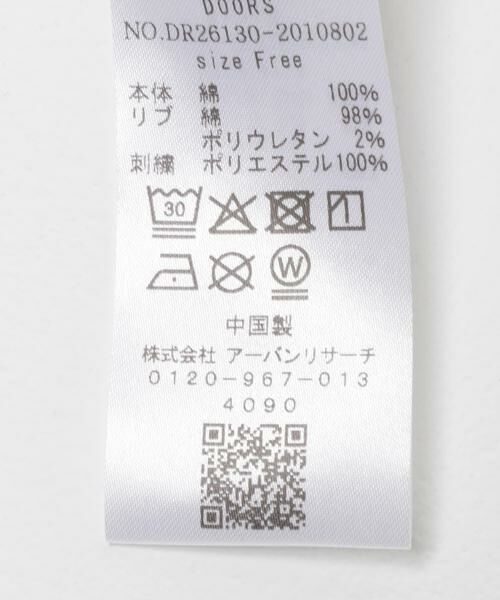 DOORS
NO.DR26130-2010802
size Free
本体 綿 100%
リブ 綿 98%
ポリウレタン 2%
刺繍 ポリエステル100%
30
W
中国製
株式会社 アーバンリサーチ
0120-967-013
4090